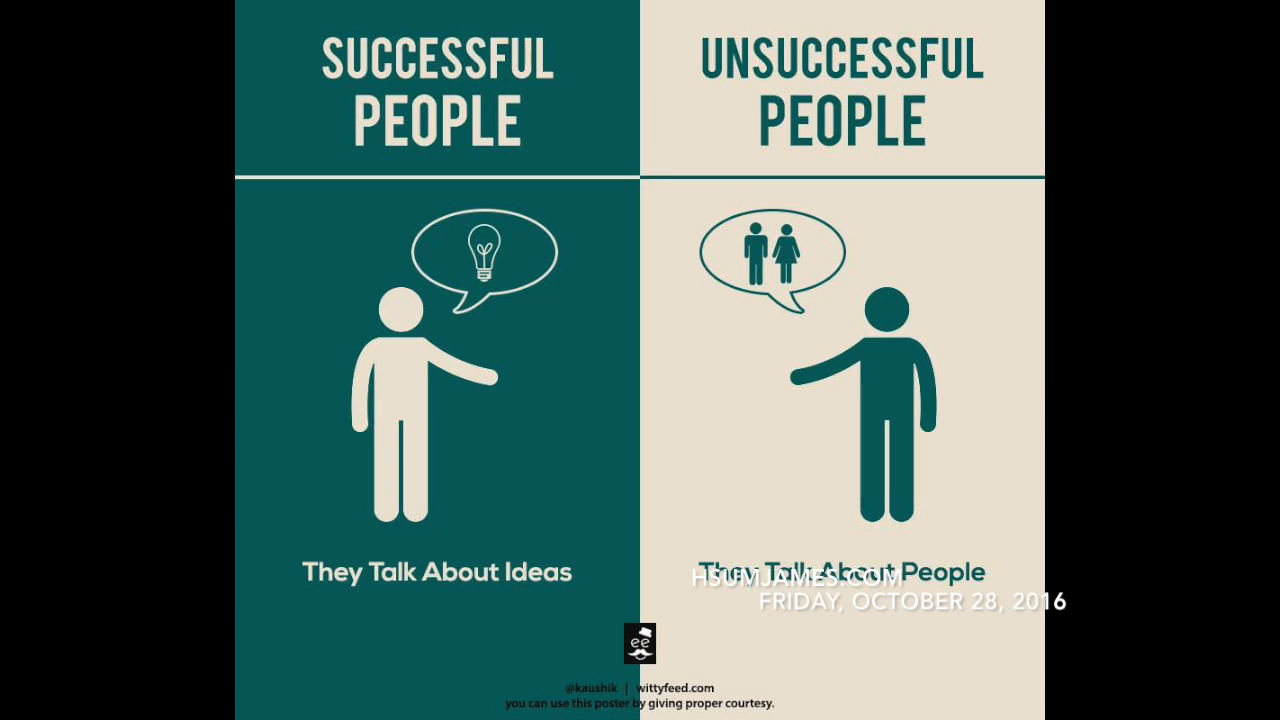 SUCCESSFUL
PEOPLE
UNSUCCESSFUL
PEOPLE
They Talk About Ideas
They Talk About People
HSUMJAMES.COM
FRIDAY, OCTOBER 28, 2016
ee
@kaushik | wittyfeed.com
you can use this poster by giving proper courtesy.